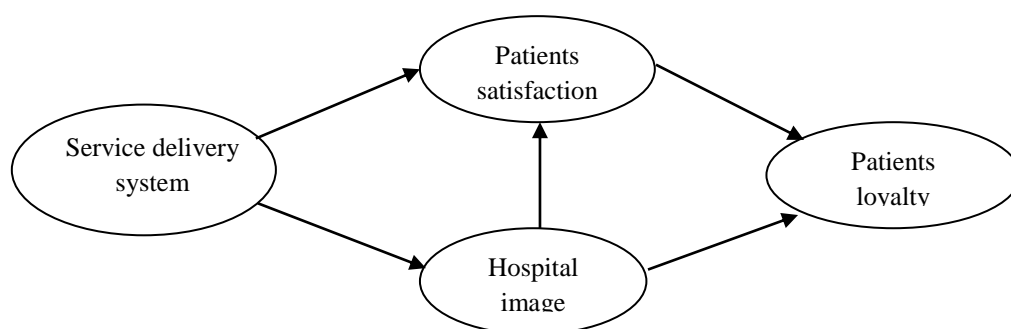 Patients
satisfaction
Service delivery
system
Patients
loyalty
Hospital
image